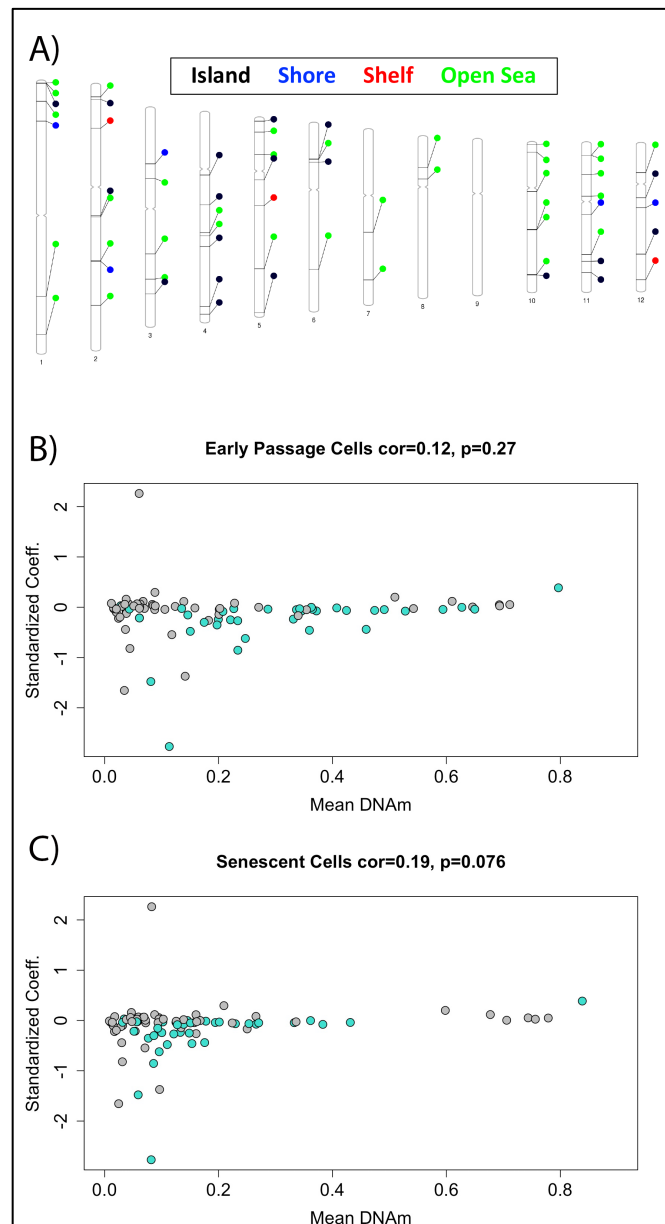 A)
Island Shore Shelf Open Sea
1 2 3 4 5 6 7 8 9 10 11 12
B)
Early Passage Cells cor=0.12, p=0.27
2
1
0
-1
-2
Standardized Coeff.
0.0 0.2 0.4 0.6 0.8
Mean DNAm
C)
Senescent Cells cor=0.19, p=0.076
2
1
0
-1
-2
Standardized Coeff.
0.0 0.2 0.4 0.6 0.8
Mean DNAm